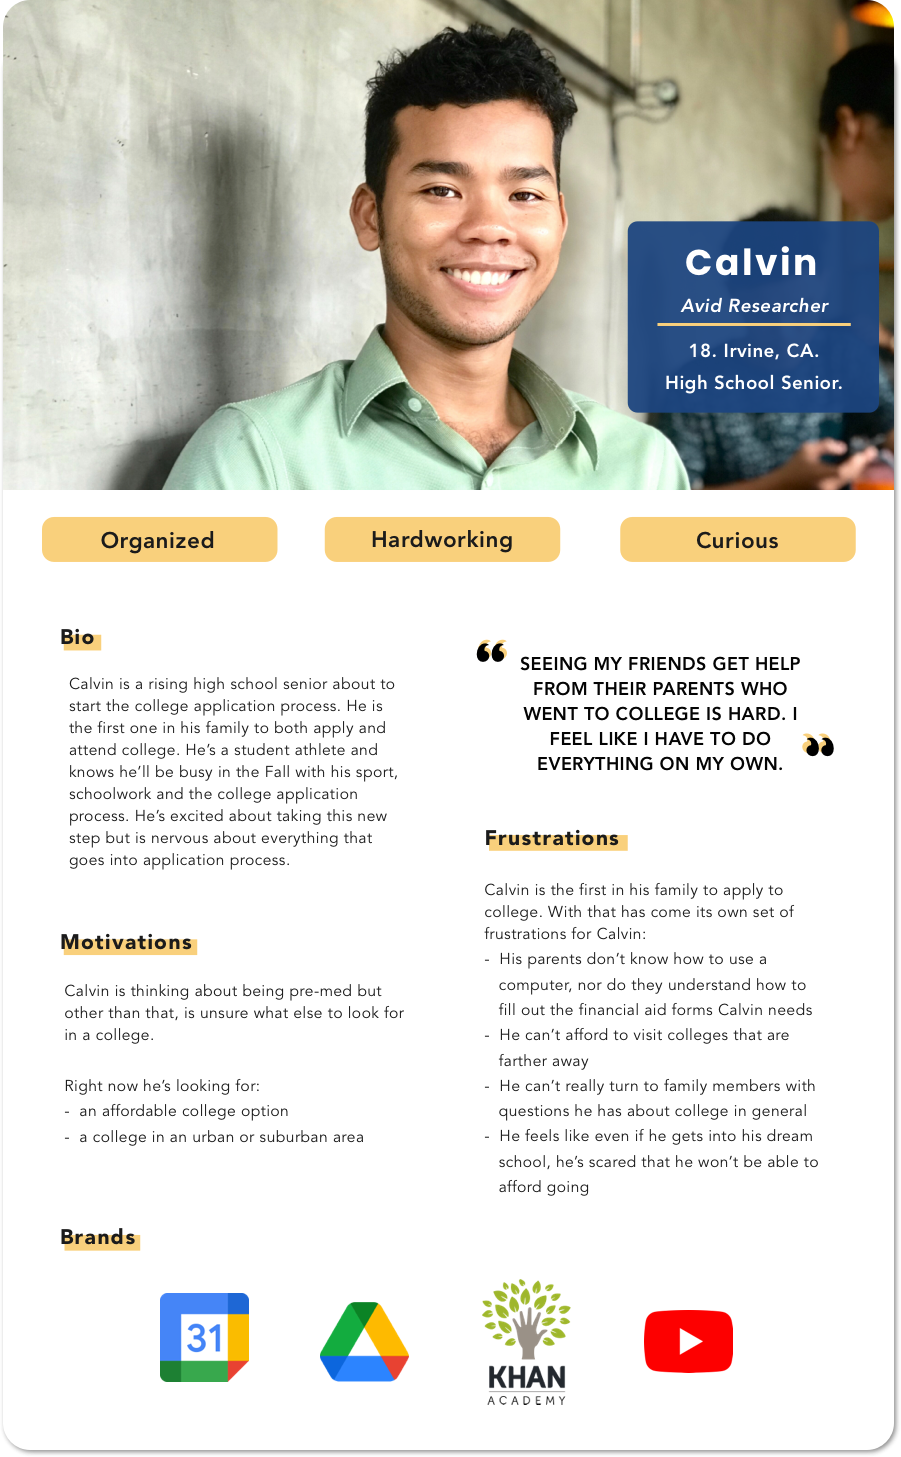 Calvin
Avid Researcher
18. Irvine, CA.
High School Senior.
Organized
Hardworking
Curious
Bio
Calvin is a rising high school senior about to
start the college application process. He is
the first one in his family to both apply and
attend college. He’s a student athlete and
knows he’ll be busy in the Fall with his sport,
schoolwork and the college application
process. He’s excited about taking this new
step but is nervous about everything that
goes into application process.
Motivations
Calvin is thinking about being pre-med but
other than that, is unsure what else to look for
in a college.
Right now he’s looking for:
- an affordable college option
- a college in an urban or suburban area
“
SEEING MY FRIENDS GET HELP
FROM THEIR PARENTS WHO
WENT TO COLLEGE IS HARD. I
FEEL LIKE I HAVE TO DO
EVERYTHING ON MY OWN.
”
Frustrations
Calvin is the first in his family to apply to
college. With that has come its own set of
frustrations for Calvin:
- His parents don’t know how to use a
computer, nor do they understand how to
fill out the financial aid forms Calvin needs
- He can’t afford to visit colleges that are
farther away
- He can’t really turn to family members with
questions he has about college in general
- He feels like even if he gets into his dream
school, he’s scared that he won’t be able to
afford going
Brands
31
KHAN
ACADEMY